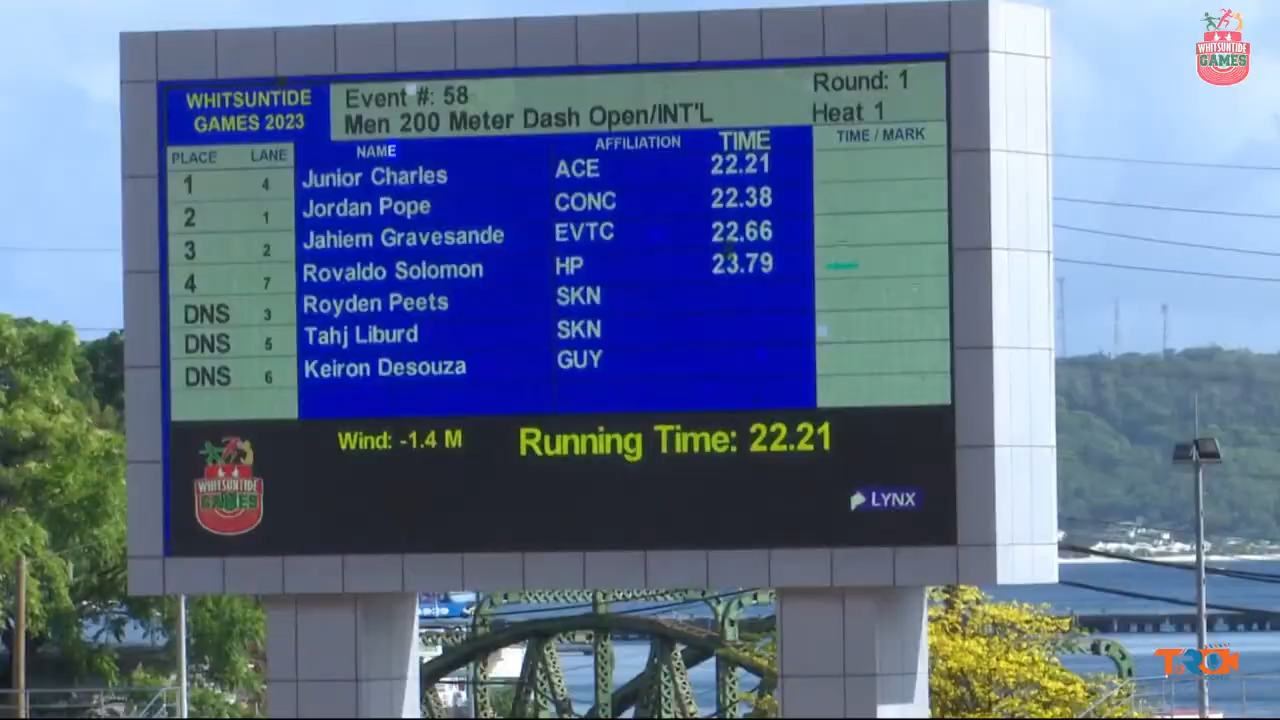 WHITSUNTIDE
GAMES
WHITSUNTIDE
GAMES 2023
Event #: 58
Men 200 Meter Dash Open/INT'L
Round: 1
Heat 1
PLACE LANE NAME AFFILIATION TIME TIME / MARK
1 4 Junior Charles ACE 22.21
2 1 Jordan Pope CONC 22.38
3 2 Jahiem Gravesande EVTC 22.66
4 7 Rovaldo Solomon HP 23.79
DNS 3 Royden Peets SKN
DNS 5 Tahj Liburd SKN
DNS 6 Keiron Desouza GUY
Wind: -1.4 M Running Time: 22.21
WHITSUNTIDE
GAMES
LYNX